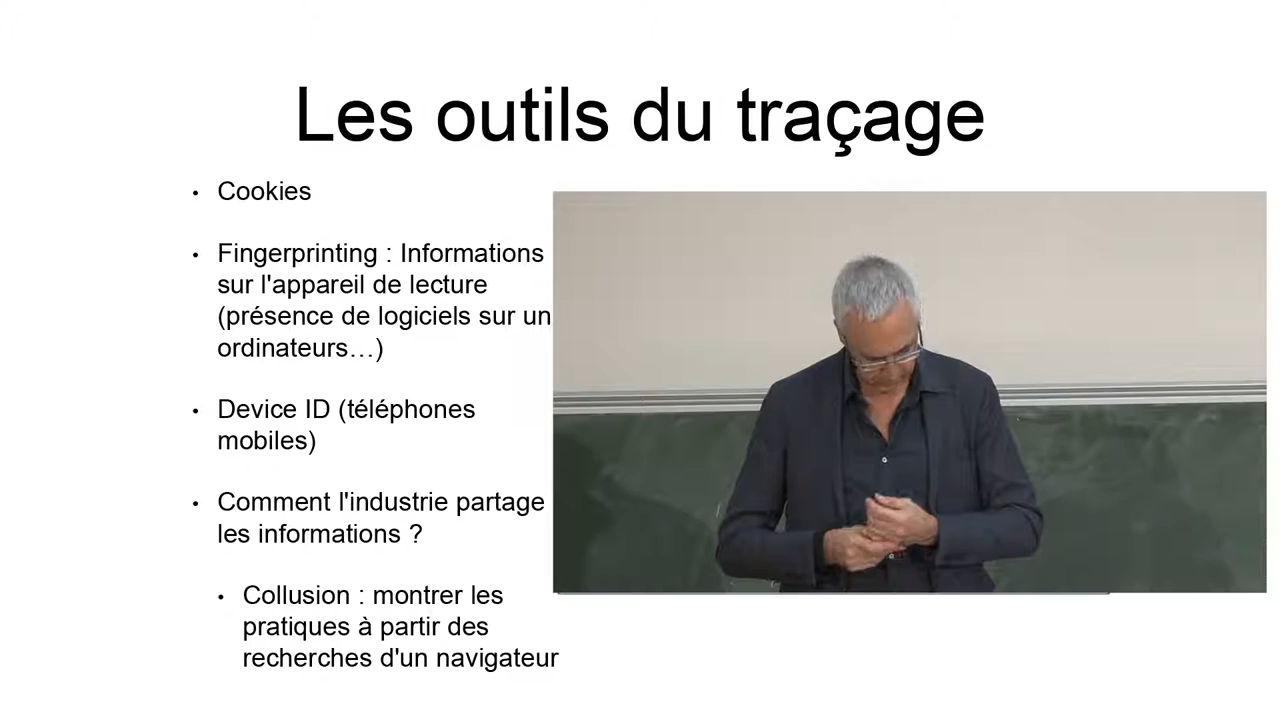 Les outils du traçage
• Cookies
• Fingerprinting : Informations
sur l'appareil de lecture
(présence de logiciels sur un
ordinateurs…)
• Device ID (téléphones
mobiles)
• Comment l'industrie partage
les informations ?
• Collusion : montrer les
pratiques à partir des
recherches d'un navigateur